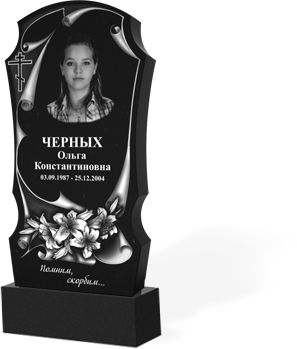 ЧЕРНЫХ
Ольга
Константиновна
03.09.1987 - 25.12.2004
Помним,
скорбим...